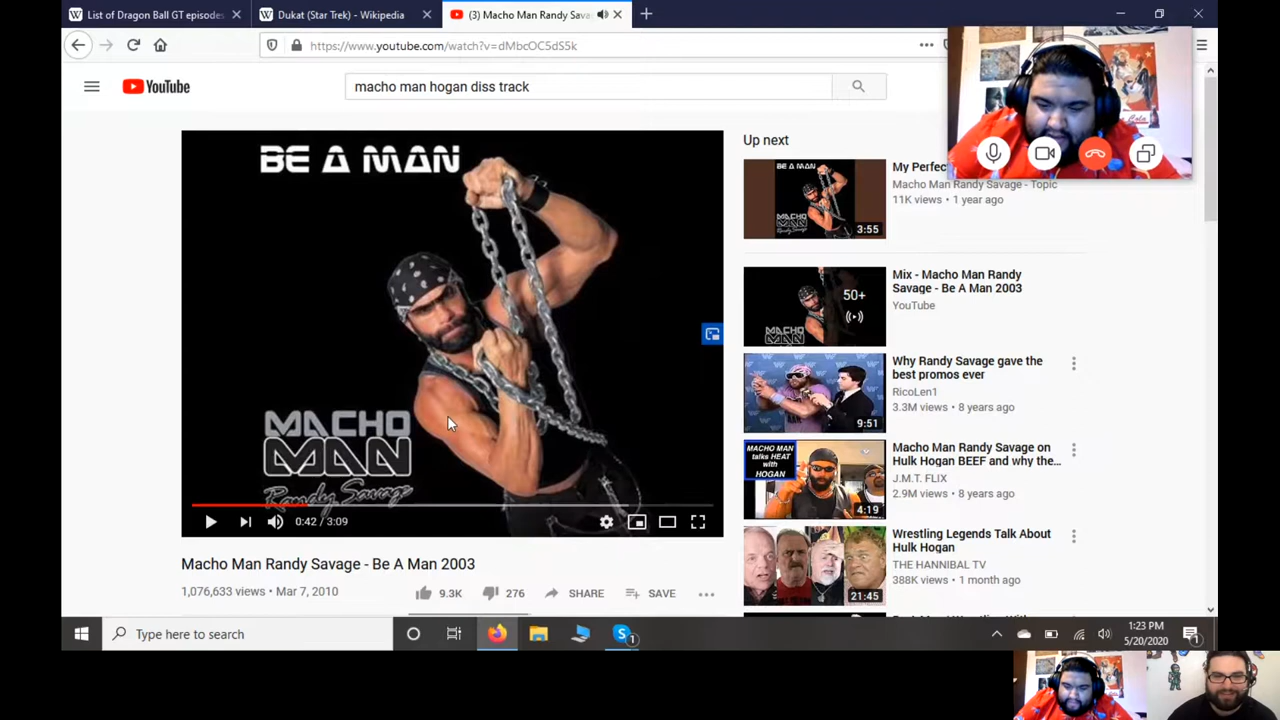 List of Dragon Ball GT episodes
Dukat (Star Trek) - Wikipedia
(3) Macho Man Randy Sava
https://www.youtube.com/watch?v=dMbcOC5dS5k
YouTube
macho man hogan diss track
BE A MAN
MACHO
MAN
Randy Savage
0:42 / 3:09
Macho Man Randy Savage - Be A Man 2003
1,076,633 views • Mar 7, 2010
9.3K
276
SHARE
SAVE
Up next
My Perfec
Macho Man Randy Savage - Topic
11K views • 1 year ago
3:55
Mix - Macho Man Randy
Savage - Be A Man 2003
YouTube
50+
Why Randy Savage gave the
best promos ever
RicoLen1
3.3M views • 8 years ago
9:51
MACHO MAN
talks HEAT
with
HOGAN
Macho Man Randy Savage on
Hulk Hogan BEEF and why the...
J.M.T. FLIX
2.9M views • 8 years ago
4:19
Wrestling Legends Talk About
Hulk Hogan
THE HANNIBAL TV
388K views • 1 month ago
21:45
Type here to search
1
1:23 PM
5/20/2020
1